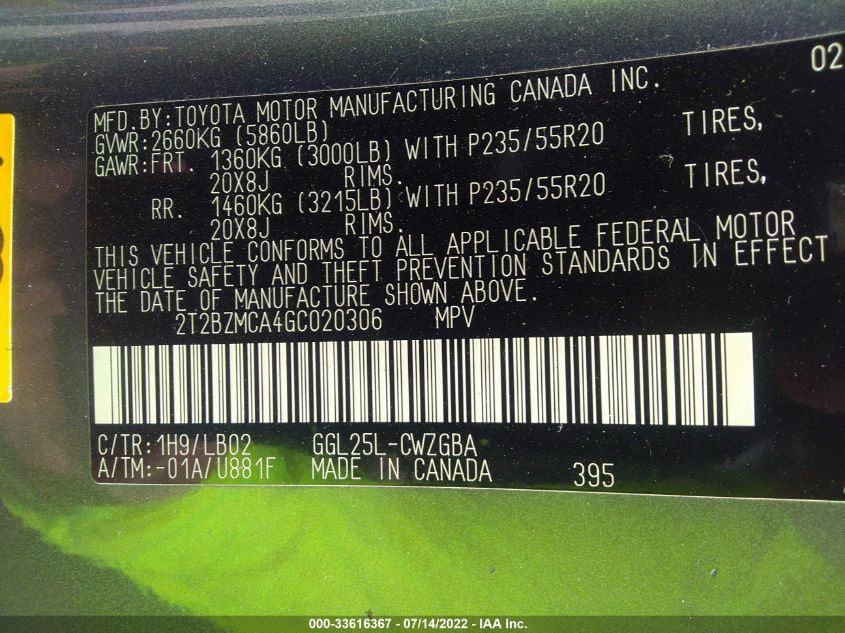 02
MFD.BY:TOYOTA MOTOR MANUFACTURING CANADA INC.
GVWR:2660KG (5860LB)
GAWR:FRT. 1360KG (3000LB) WITH P235/55R20 TIRES,
20X8J RIMS.
RR. 1460KG (3215LB) WITH P235/55R20 TIRES,
20X8J RIMS.
THIS VEHICLE CONFORMS TO ALL APPLICABLE FEDERAL MOTOR
VEHICLE SAFETY AND THEFT PREVENTION STANDARDS IN EFFECT
THE DATE OF MANUFACTURE SHOWN ABOVE.
2T2BZMCA4GC020306 MPV
C/TR:1H9/LB02 GGL25L-CWZGBA
A/TM:-01A/U881F MADE IN CANADA 395
000-33616367 - 07/14/2022 - IAA Inc.